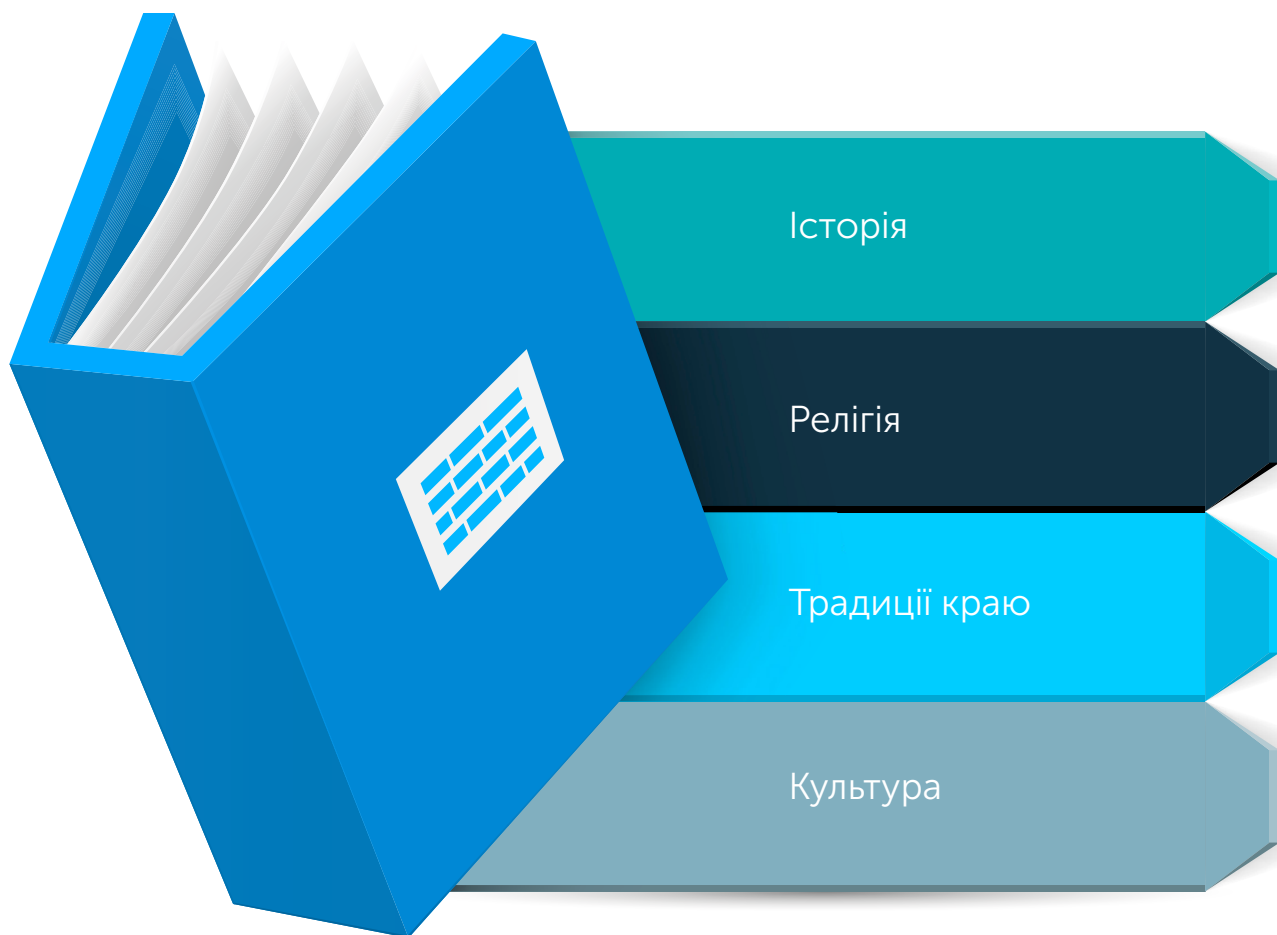 Історія
Релігія
Традиції краю
Культура